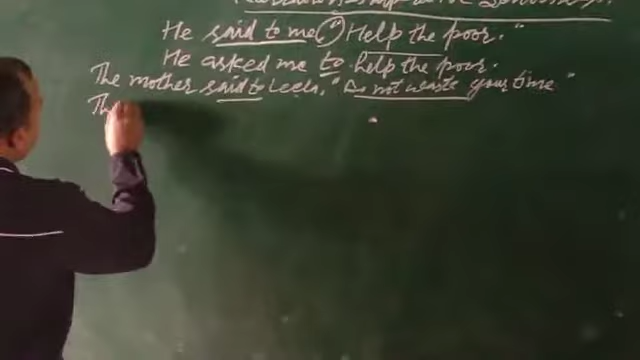 He said to me, "Help the poor."
He asked me to help the poor.
The mother said to Leela, "Do not waste your time"
Th